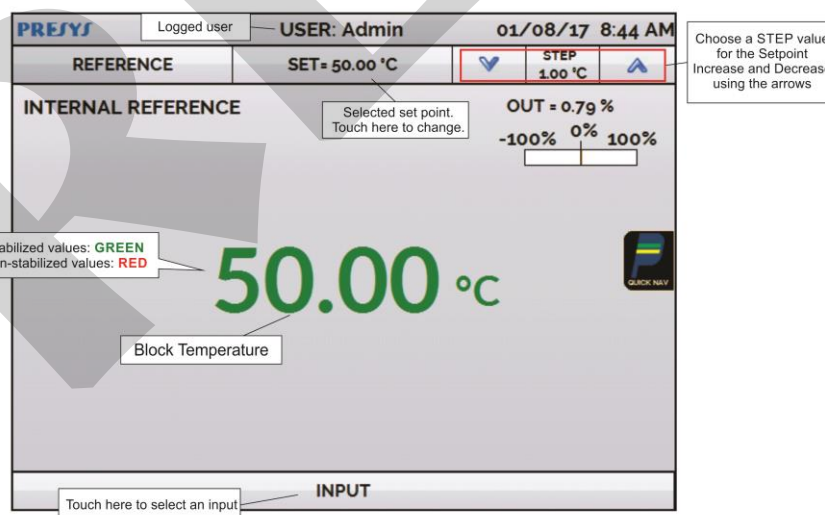 PRESYS
Logged user
USER: Admin
01/08/17 8:44 AM
REFERENCE
SET= 50.00 °C
STEP
1.00 °C
Choose a STEP value
for the Setpoint
Increase and Decrease
using the arrows
INTERNAL REFERENCE
Selected set point.
Touch here to change.
OUT = 0.79 %
-100% 0% 100%
values: GREEN
values: RED
50.00 °C
QUICK NAV
Block Temperature
INPUT
Touch here to select an input